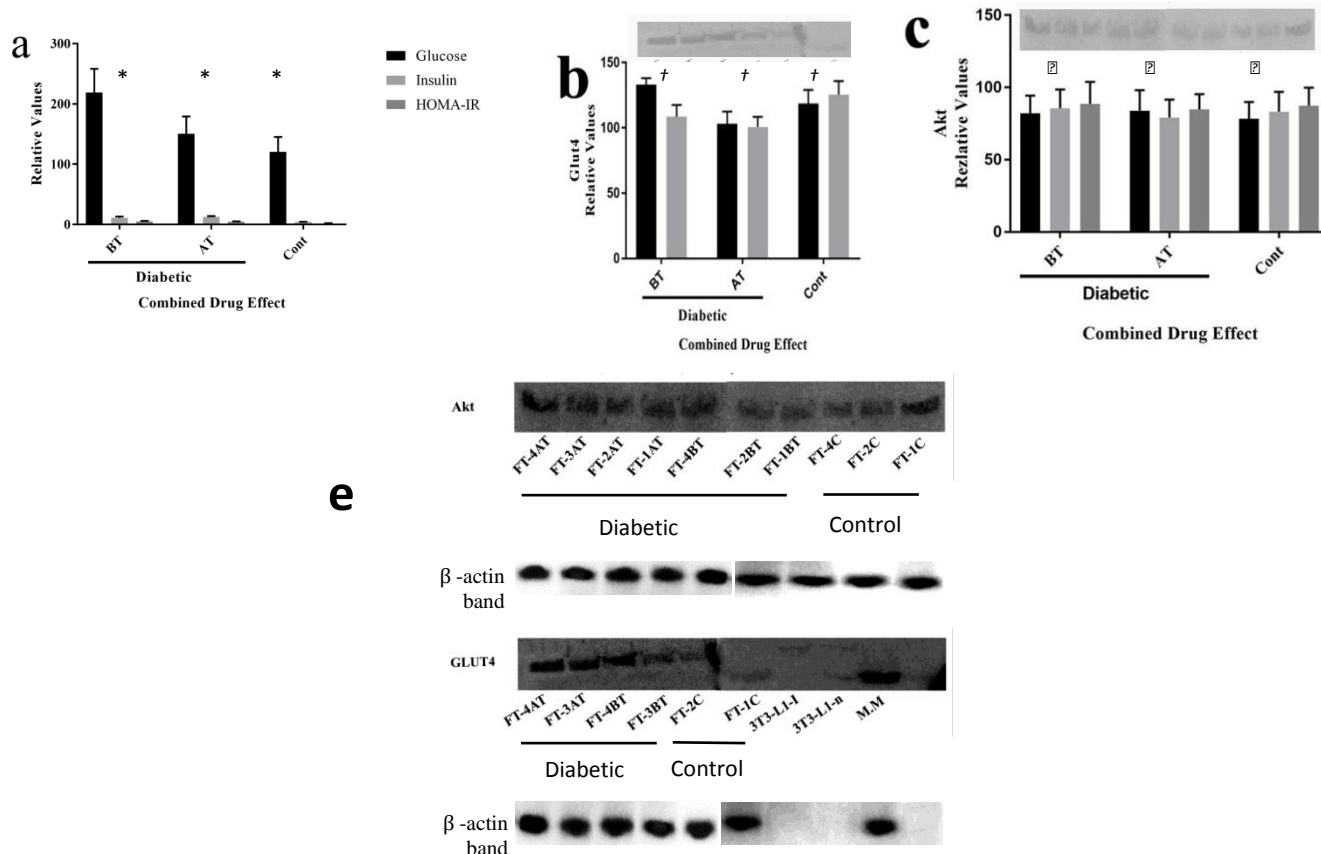 a
300
200
100
0
Relative Values
*
*
*
BT
AT
Cont
Diabetic
Combined Drug Effect
Glucose
Insulin
HOMA-IR
b
150
100
50
0
Glut4
Relative Values
†
†
†
BT
AT
Cont
Diabetic
Combined Drug Effect
c
150
100
50
0
Akt
Rezlative Values
?
?
?
BT
AT
Cont
Diabetic
Combined Drug Effect
e
Akt
FT-4AT
FT-3AT
FT-2AT
FT-1AT
FT-4BT
FT-2BT
FT-1BT
FT-4C
FT-2C
FT-1C
Diabetic
Control
β -actin
band
GLUT4
FT-4AT
FT-3AT
FT-4BT
FT-3BT
FT-2C
FT-1C
3T3-L1-I
3T3-L1-n
M.M
Diabetic
Control
β -actin
band